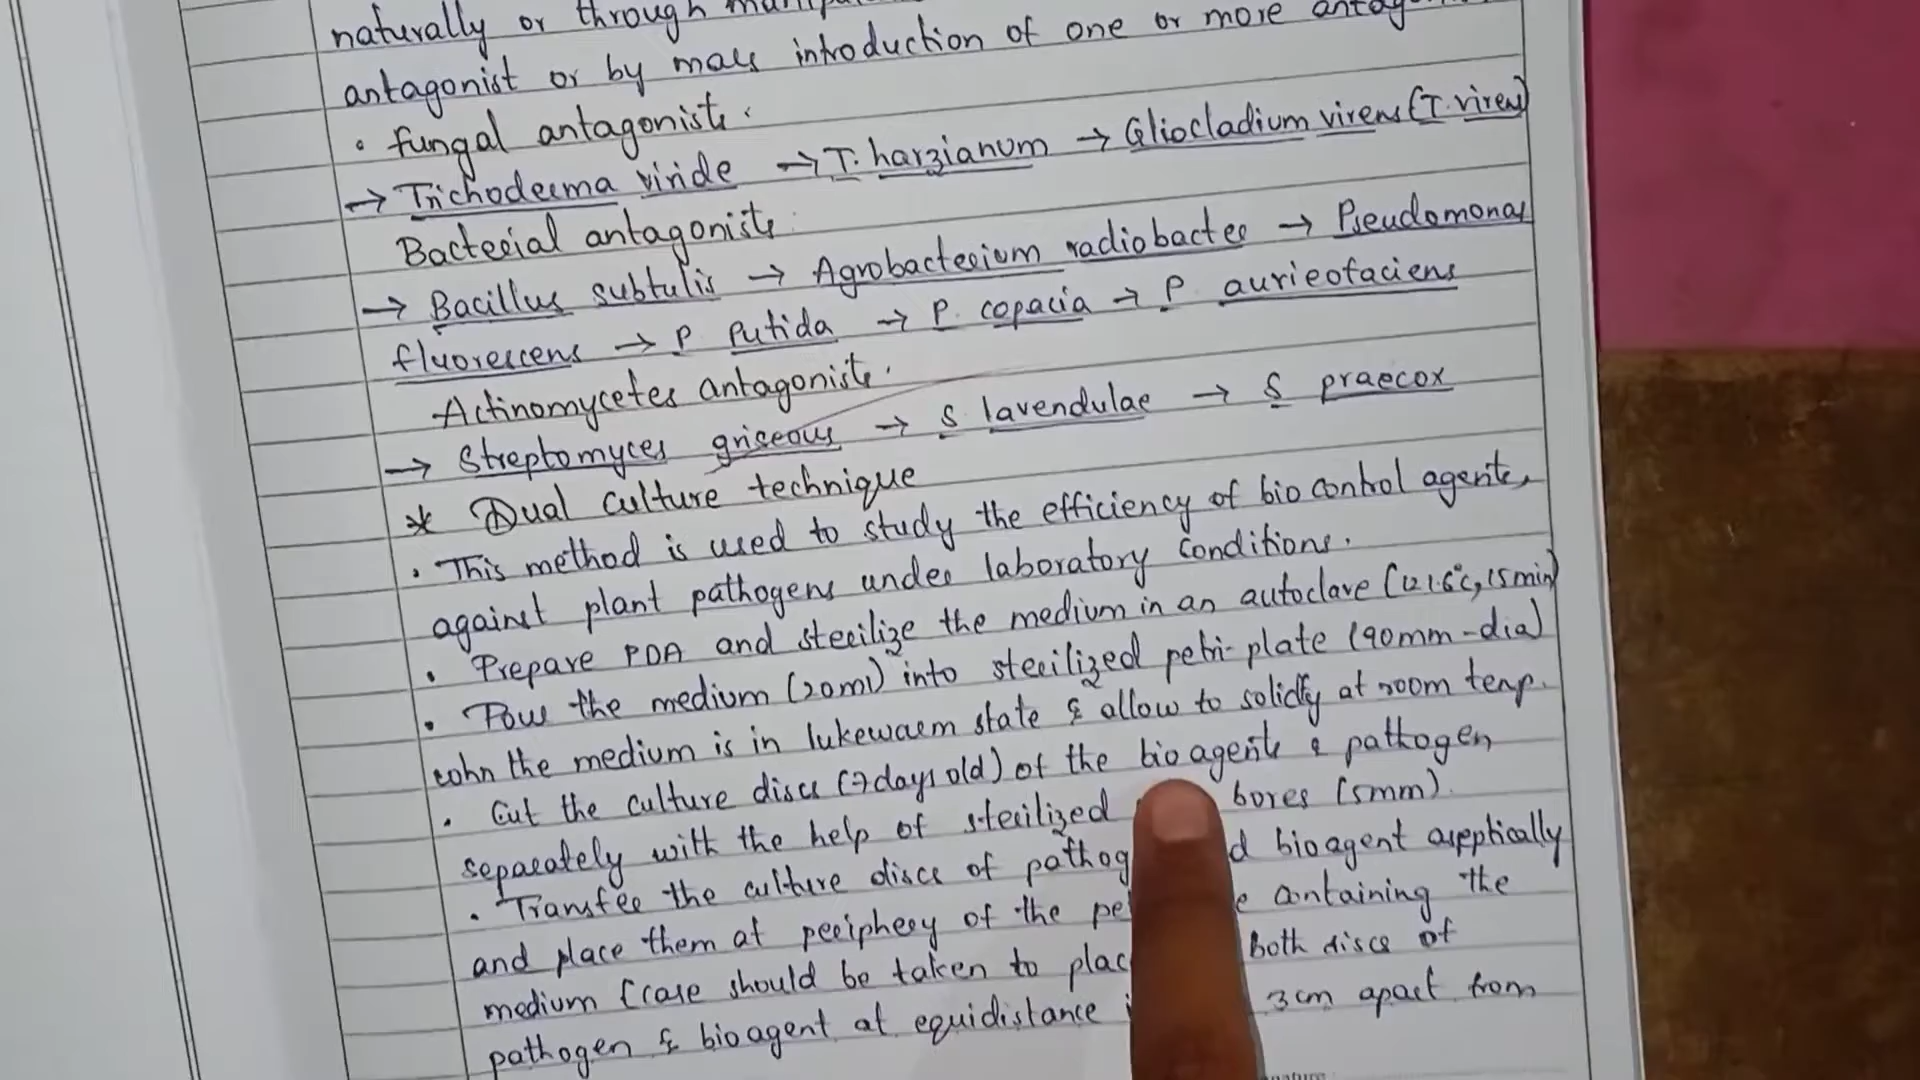 naturally or through
antagonist or by mass introduction of one or more
• fungal antagonists.
→ Trichoderma viride → T. harzianum → Gliocladium virens (T. virens)
Bacterial antagonists.
→ Bacillus subtulis → Agrobacterium radiobacter → Pseudomonas
fluorescens → P putida → P. copacia → P aurieofaciens
Actinomycetes antagonists.
→ Streptomyces griseous → S lavendulae → S praecox
* Dual culture technique
• This method is used to study the efficiency of bio control agents,
against plant pathogens under laboratory conditions.
• Prepare PDA and sterilize the medium in an autoclave (121.6°c, 15min)
• Pour the medium (20ml) into sterilized petri-plate (90mm-dia)
wohn the medium is in lukewarm state & allow to solidfy at room temp.
• Cut the culture discs (7days old) of the bio agents & pathogen
separately with the help of sterilized bores (5mm).
• Transfer the culture discs of bioagent aseptically
and place them at periphery of the containing the
medium (case should be taken to Both discs of
pathogen & bioagent at equidistance 3cm apart from